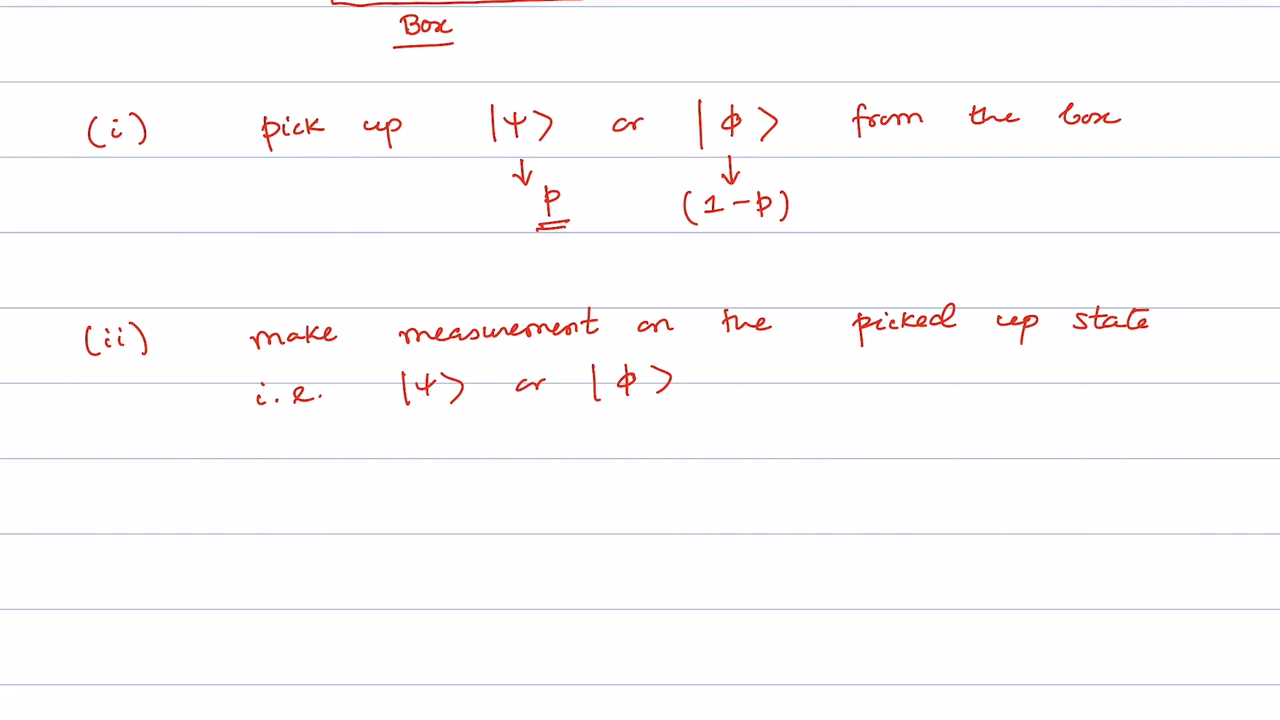 Box
(i) pick up |ψ> or |ϕ> from the box
↓ ↓
p (1-p)
(ii) make measurement on the picked up state
i.e. |ψ> or |ϕ>